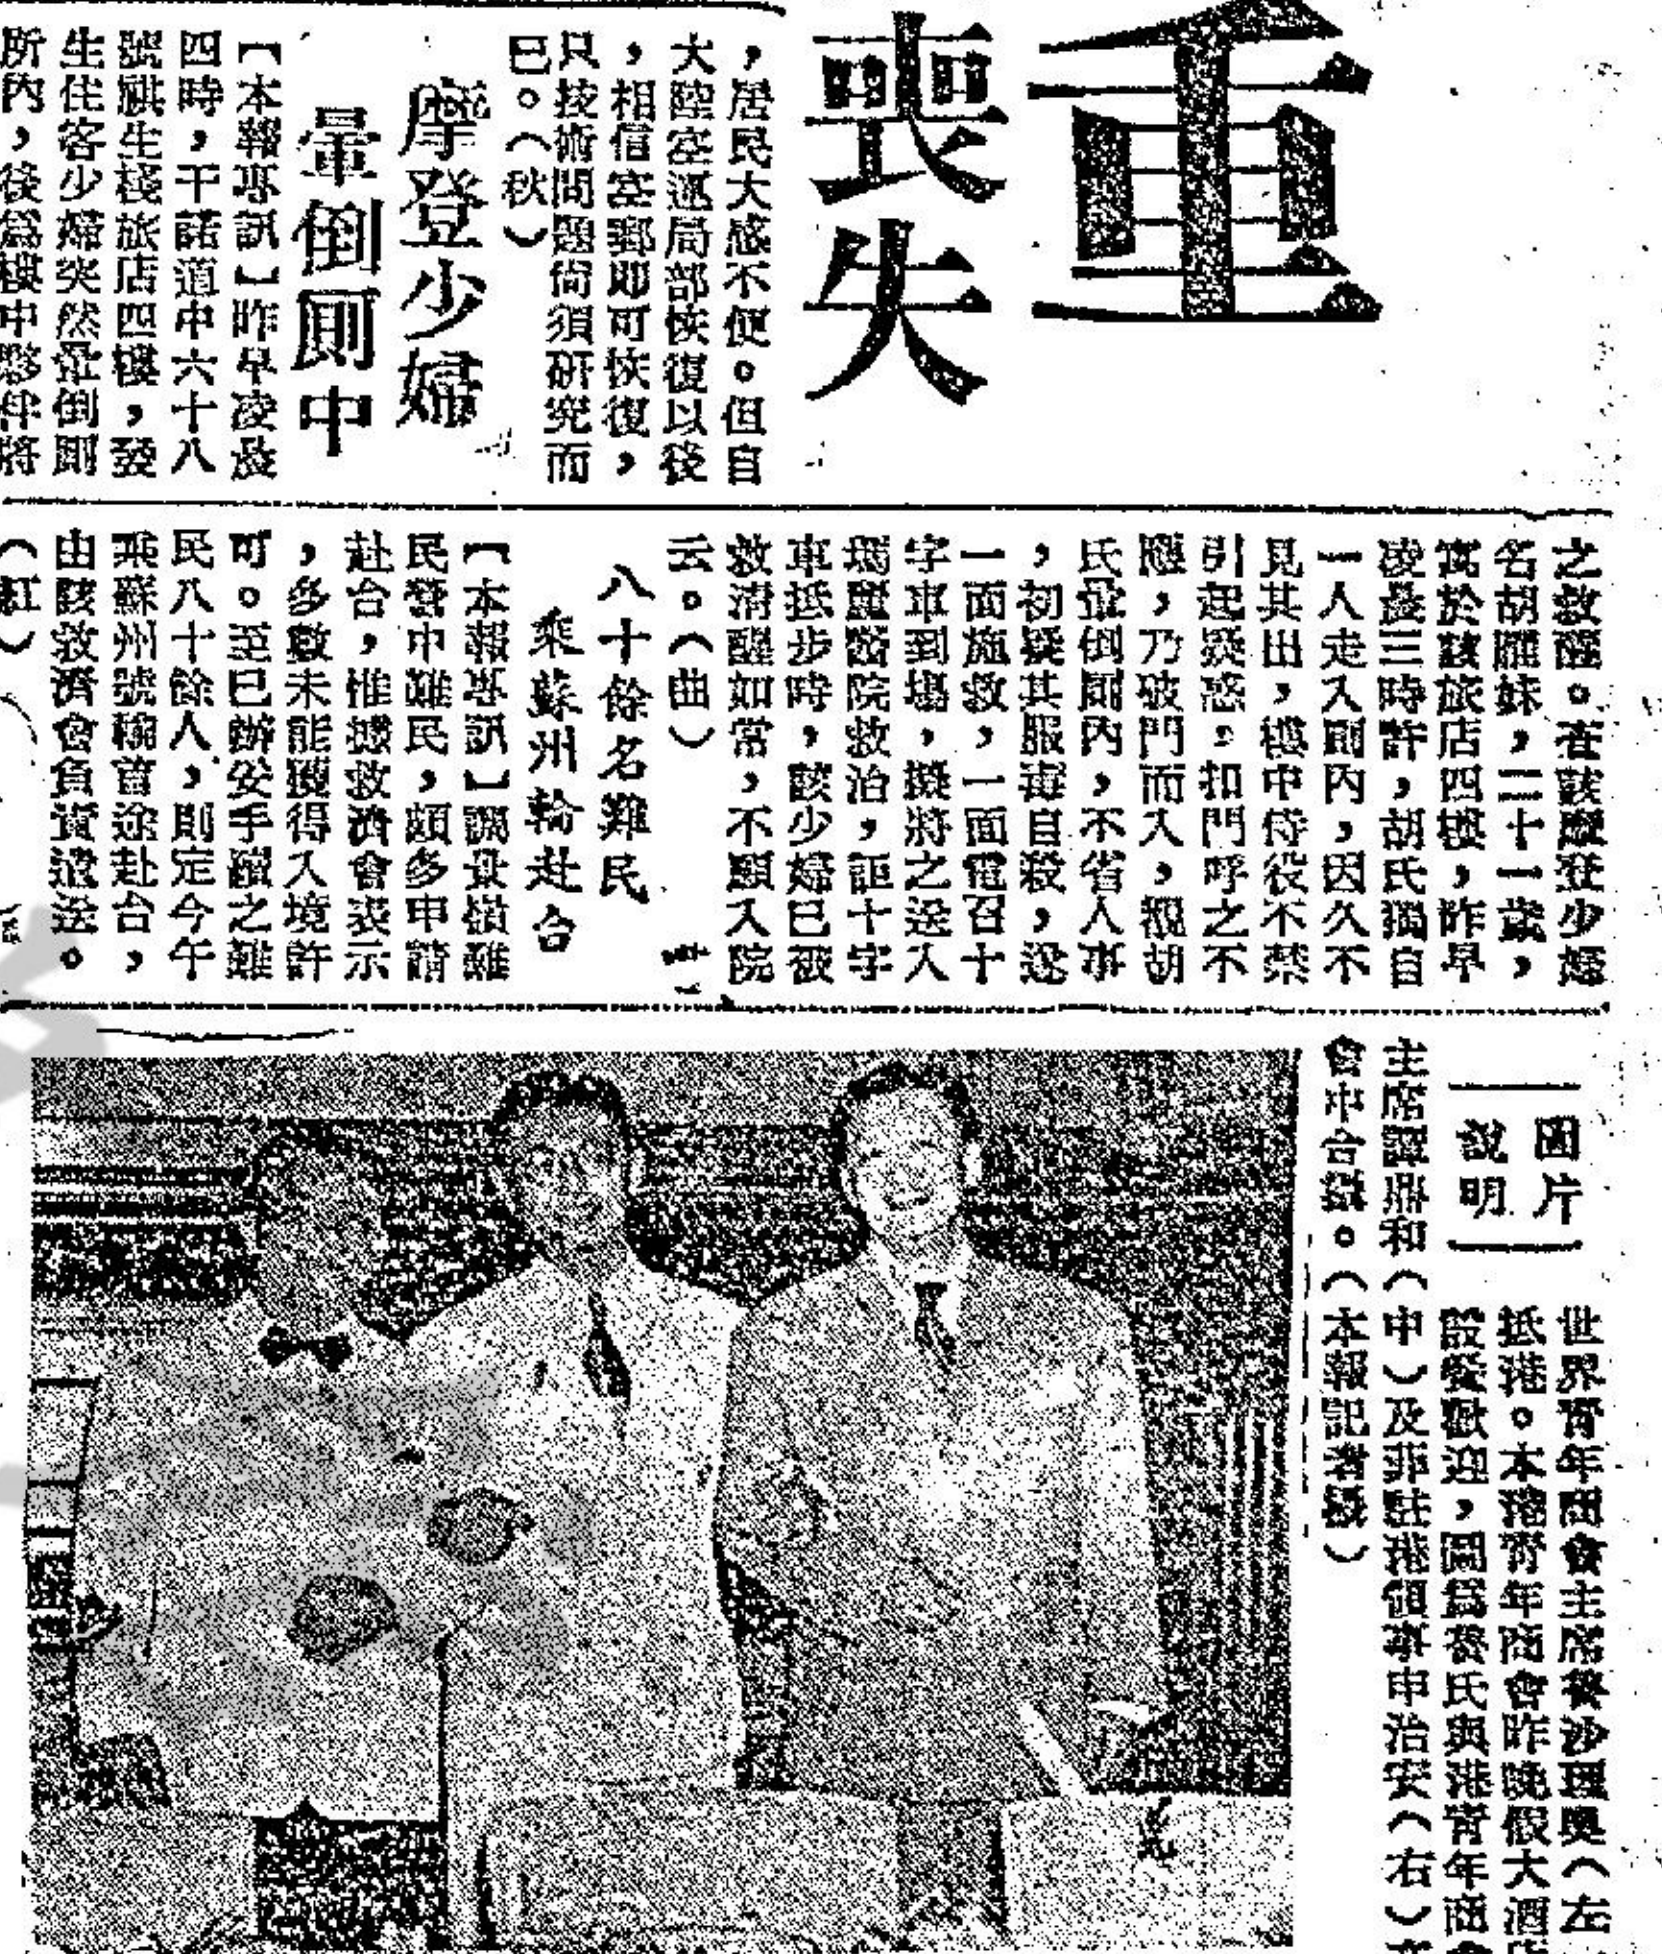 重
喪失
，居民大感不便。但自
大陸空運局部恢復以後
，相信空郵即可恢復，
只技術問題尚須研究而
已。（秋）
摩登少婦
暈倒厠中
【本報專訊】昨早凌晨
四時，干諾道中六十八
號祺生棧旅店四樓，發
生住客少婦突然暈倒厠
所內，後爲樓中夥伴將
之救醒。查該摩登少婦
名胡躍妹，二十一歲，
寓於該旅店四樓，昨早
凌晨三時許，胡氏獨自
一人走入厠內，因久不
見其出，樓中侍役不禁
引起疑惑，扣門呼之不
應，乃破門而入，覩胡
氏暈倒厠內，不省人事
，初疑其服毒自殺，遂
一面施救，一面電召十
字車到塲，擬將之送入
瑪麗醫院救治，詎十字
車抵步時，該少婦已被
救清醒如常，不願入院
云。（曲）
八十餘名難民
乘蘇州輪赴台
【本報專訊】調景嶺難
民營中難民，頗多申請
赴台，惟據救濟會表示
，多數未能獲得入境許
可。至已辦妥手續之難
民八十餘人，則定今午
乘蘇州號輪首途赴台，
由該救濟會負責遣送。
（紅）
圖片
說明
世界青年商會主席養沙理奥（左
抵港。本港青年商會昨晚假大酒店
設餐歡迎，圖爲養氏與港青年商會
主席譚鼎和（中）及菲駐港領事申治安（右）
會中合攝。（本報記者攝）